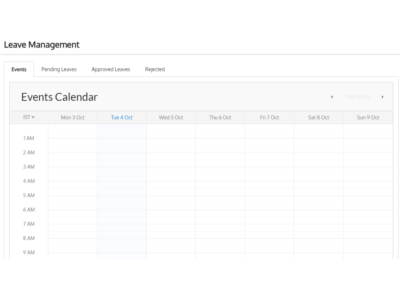 Leave Management
Events Pending Leaves Approved Leaves Rejected
Events Calendar
IST Mon 3 Oct Tue 4 Oct Wed 5 Oct Thu 6 Oct Fri 7 Oct Sat 8 Oct Sun 9 Oct
1 AM
2 AM
3 AM
4 AM
5 AM
6 AM
7 AM
8 AM
9 AM